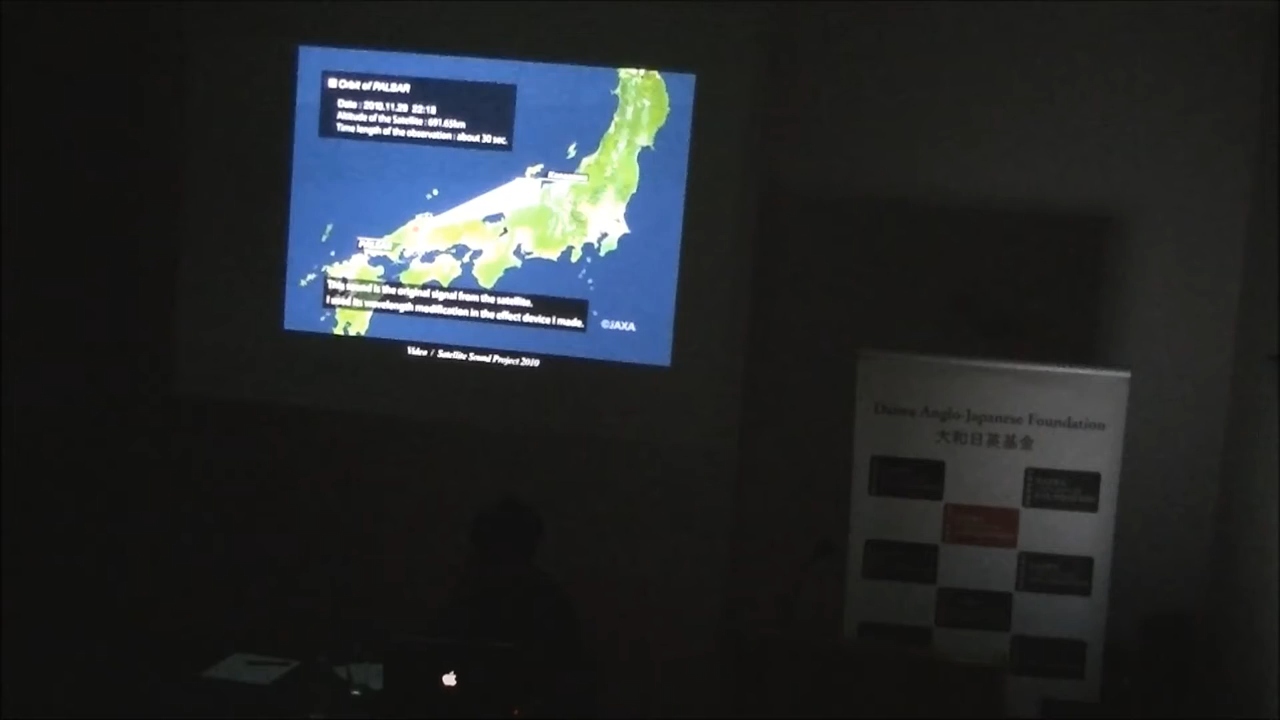 Orbit of PALSAR
Date : 2010.11.29 22:18
Altitude of the Satellite : 691.65km
Time length of the observation : about 30 sec.
Kanazawa
PALSAR
This sound is the original signal from the satellite.
I used its wavelength modification in the effect device I made.
©JAXA
Video / Satellite Sound Project 2010
Daiwa Anglo-Japanese Foundation
大和日英基金